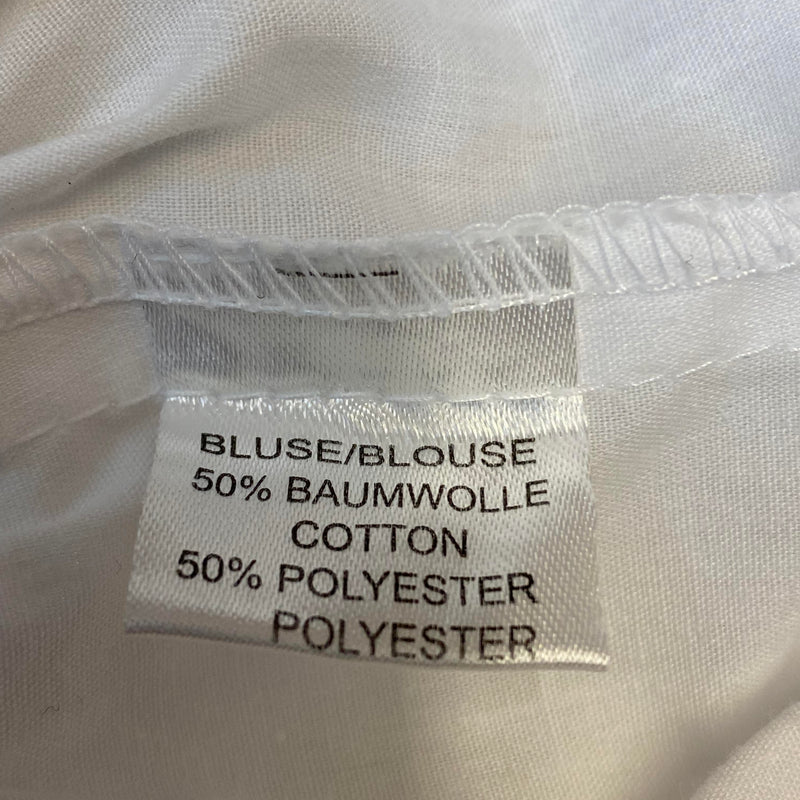 BLUSE/BLOUSE
50% BAUMWOLLE
COTTON
50% POLYESTER
POLYESTER